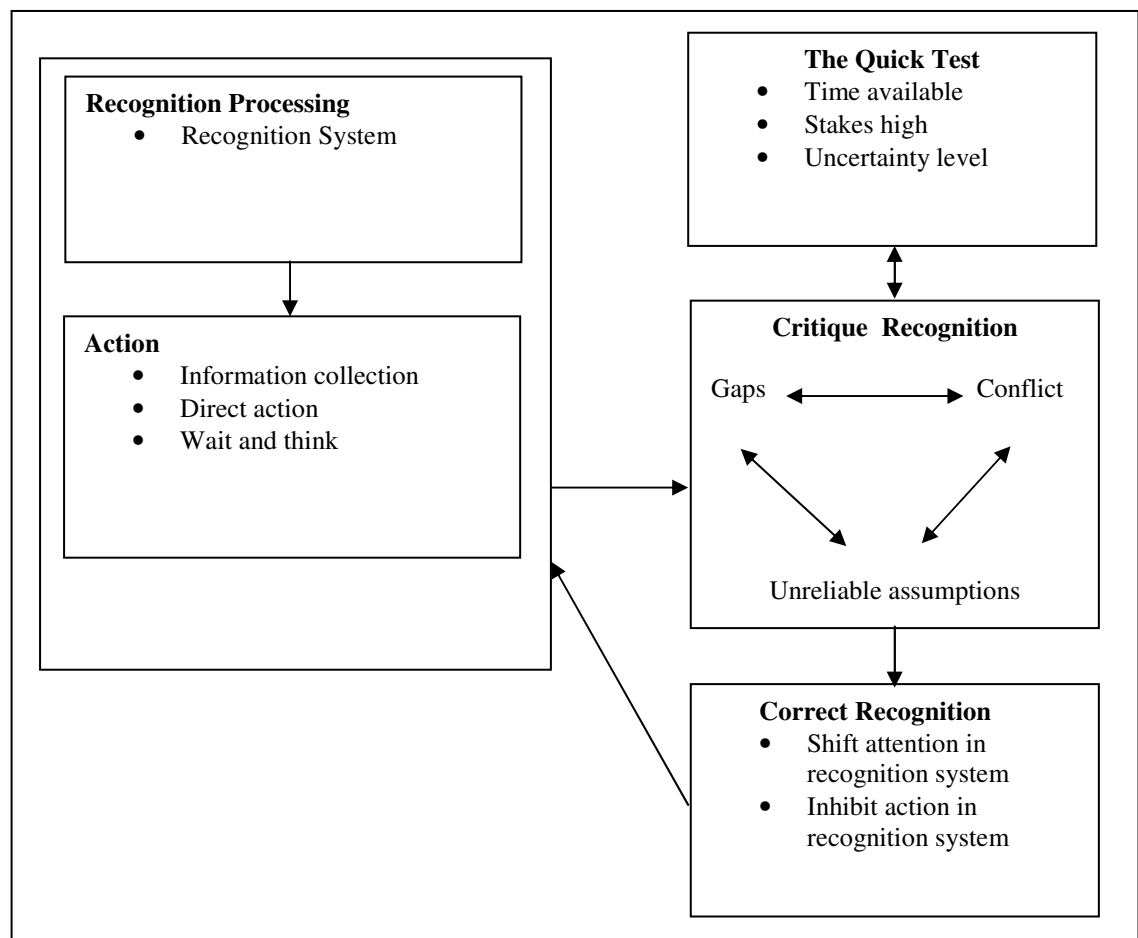 Recognition Processing
• Recognition System
Action
• Information collection
• Direct action
• Wait and think
The Quick Test
• Time available
• Stakes high
• Uncertainty level
Critique Recognition
Gaps Conflict
Unreliable assumptions
Correct Recognition
• Shift attention in
recognition system
• Inhibit action in
recognition system